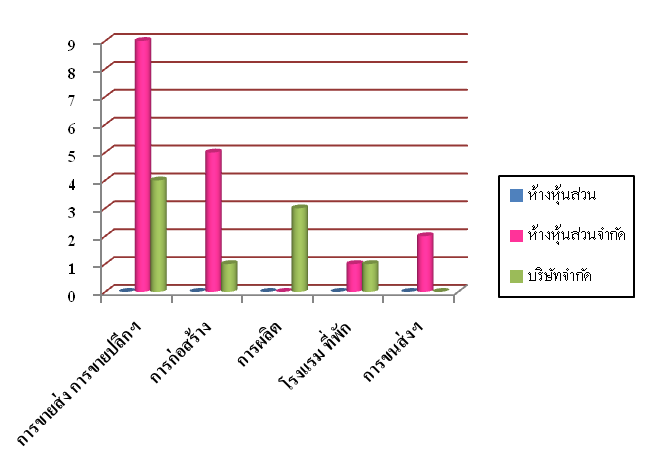 9
8
7
6
5
4
3
2
1
0
การขายส่ง การขายปลีกฯ
การก่อสร้าง
การผลิต
โรงแรม ที่พัก
การขนส่งฯ
ห้างหุ้นส่วน
ห้างหุ้นส่วนจำกัด
บริษัทจำกัด